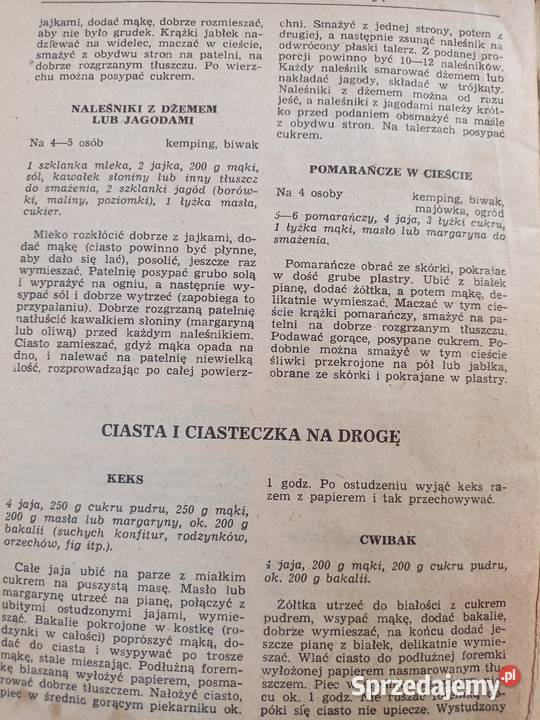 jajkami, dodać mąkę, dobrze rozmieszać,
aby nie było grudek. Krążki jabłek na-
dziewać na widelec, maczać w cieście,
smażyć z obydwu stron na patelni, na
dobrze rozgrzanym tłuszczu. Po wierz-
chu można posypać cukrem.
NALEŚNIKI Z DŻEMEM
LUB JAGODAMI
Na 4—5 osób kemping, biwak
1 szklanka mleka, 2 jajka, 200 g mąki,
sól, kawałek słoniny lub inny tłuszcz
do smażenia, 2 szklanki jagód (borów-
ki, maliny, poziomki), 1 łyżka masła,
cukier.
Mleko rozkłócić dobrze z jajkami, do-
dać mąkę (ciasto powinno być płynne,
aby dało się lać), posolić, jeszcze raz
wymieszać. Patelnię posypać grubo solą
i wyprażyć na ogniu, a następnie wy-
sypać sól i dobrze wytrzeć (zapobiega to
przypalaniu). Dobrze rozgrzaną patelnię
natłuścić kawałkiem słoniny (margaryną
lub oliwą) przed każdym naleśnikiem.
Ciasto zamieszać, gdyż mąka opada na
dno, i nalewać na patelnię niewielką
ilość, rozprowadzając po całej powierz-
chni. Smażyć z jednej strony, potem z
drugiej, a następnie zsunąć naleśnik na
odwrócony płaski talerz. Z podanej pro-
porcji powinno być 10—12 naleśników.
Każdy naleśnik smarować dżemem lub
nakładać jagody, składać w trójkąty.
Naleśniki z dżemem można od razu
jeść, a naleśniki z jagodami należy krót-
ko przed podaniem obsmażyć na maśle
z obydwu stron. Na talerzach posypać
cukrem.
POMARAŃCZE W CIEŚCIE
Na 4 osoby kemping, biwak,
majówka, ogród
5—6 pomarańczy, 4 jaja, 3 łyżki cukru,
1 łyżka mąki, masło lub margaryna do
smażenia.
Pomarańcze obrać ze skórki, pokrajać
w dość grube plastry. Ubić z białek
pianę, dodać żółtka, a potem mąkę, de-
likatnie wymieszać. Maczać w tym cie-
ście krążki pomarańczy, smażyć na pa-
telni na dobrze rozgrzanym tłuszczu.
Podawać gorące, posypane cukrem. Po-
dobnie można smażyć w tym cieście
śliwki przekrojone na pół lub jabłka,
obrane ze skórki i pokrajane w plastry.
CIASTA I CIASTECZKA NA DROGĘ
KEKS
4 jaja, 250 g cukru pudru, 250 g mąki,
200 g masła lub margaryny, ok. 200 g
bakalii (suchych konfitur, rodzynków,
orzechów, fig itp.).
Całe jaja ubić na parze z miałkim
cukrem na puszystą masę. Masło lub
margarynę utrzeć na pianę, połączyć z
ubitymi ostudzonymi jajami, wymie-
szać. Bakalie pokrojone w kostkę (ro-
dzynki w całości) poprószyć mąką, do-
dać do ciasta i wsypywać po trosze
mąkę, stale mieszając. Podłużną forem-
kę blaszaną wyłożyć papierem, posma-
rować dobrze tłuszczem. Nałożyć ciasto,
piec w średnio gorącym piekarniku ok.
1 godz. Po ostudzeniu wyjąć keks ra-
zem z papierem i tak przechowywać.
CWIBAK
4 jaja, 200 g mąki, 200 g cukru pudru,
ok. 200 g bakalii.
Żółtka utrzeć do białości z cukrem
pudrem, wsypać mąkę, dodać bakalie,
dobrze wymieszać, na końcu dodać je-
szcze pianę z białek, delikatnie wymie-
szać. Wlać ciasto do podłużnej foremki
wyłożonej papierem nasmarowanym tłu-
szczem. Piec w
cu ok. 1 godz. Nie ruszać
póki się ciasto nie upiecze. Wystudzony
Sprzedajemy.pl